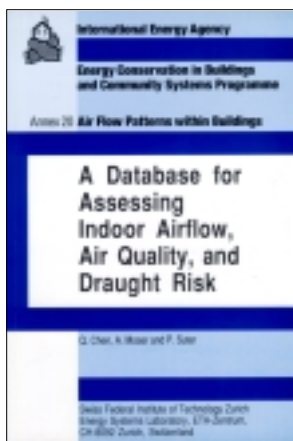 International Energy Agency
Energy Conservation in Buildings
and Community Systems Programme
Annex 20 Air Flow Patterns within Buildings
A Database for
Assessing
Indoor Airflow,
Air Quality, and
Draught Risk
Q. Chen, A. Moser and P. Suter
Swiss Federal Institute of Technology Zurich
Energy Systems Laboratory, ETH-Zentrum,
CH-8092 Zurich, Switzerland